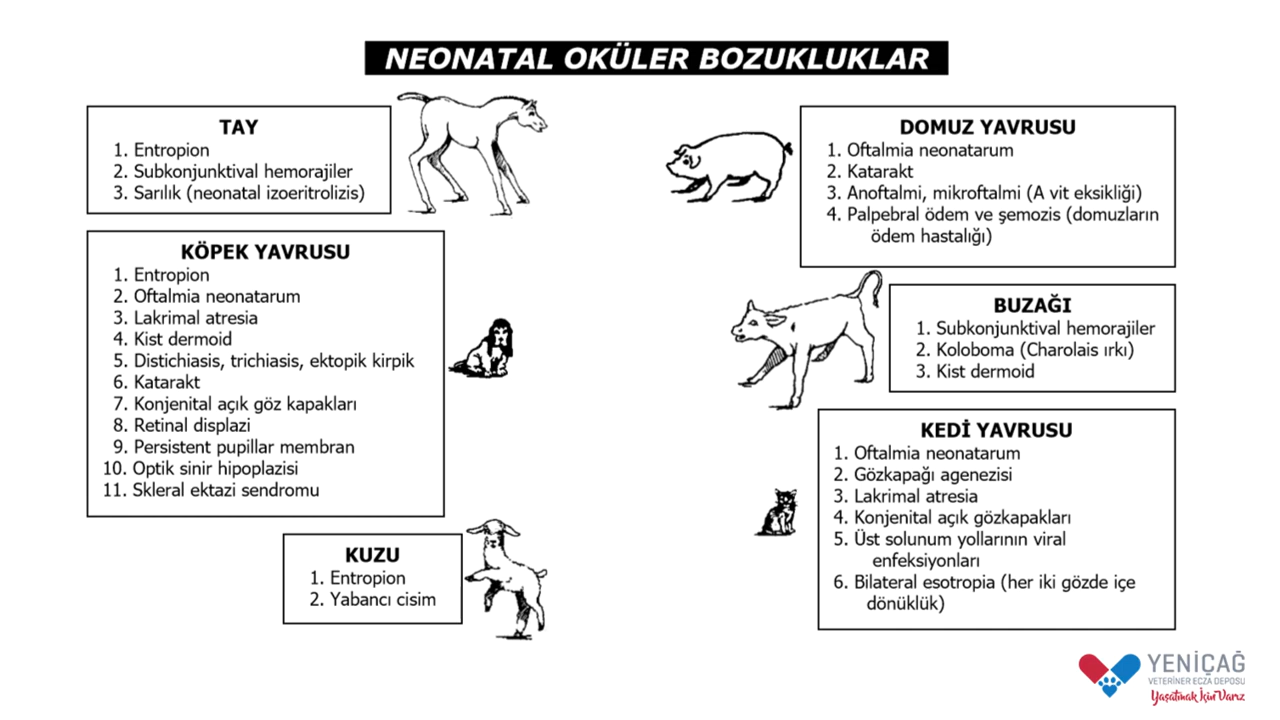 NEONATAL OKÜLER BOZUKLUKLAR
TAY
1. Entropion
2. Subkonjunktival hemorajiler
3. Sarılık (neonatal izoeritrolizis)
KÖPEK YAVRUSU
1. Entropion
2. Oftalmia neonatarum
3. Lakrimal atresia
4. Kist dermoid
5. Distichiasis, trichiasis, ektopik kirpik
6. Katarakt
7. Konjenital açık göz kapakları
8. Retinal displazi
9. Persistent pupillar membran
10. Optik sinir hipoplazisi
11. Skleral ektazi sendromu
KUZU
1. Entropion
2. Yabancı cisim
DOMUZ YAVRUSU
1. Oftalmia neonatarum
2. Katarakt
3. Anoftalmi, mikroftalmi (A vit eksikliği)
4. Palpebral ödem ve şemozis (domuzların
ödem hastalığı)
BUZAĞI
1. Subkonjunktival hemorajiler
2. Koloboma (Charolais ırkı)
3. Kist dermoid
KEDİ YAVRUSU
1. Oftalmia neonatarum
2. Gözkapağı agenezisi
3. Lakrimal atresia
4. Konjenital açık gözkapakları
5. Üst solunum yollarının viral
enfeksiyonları
6. Bilateral esotropia (her iki gözde içe
dönüklük)
YENİÇAĞ
VETERİNER ECZA DEPOSU
Yaşatmak İçin Varız